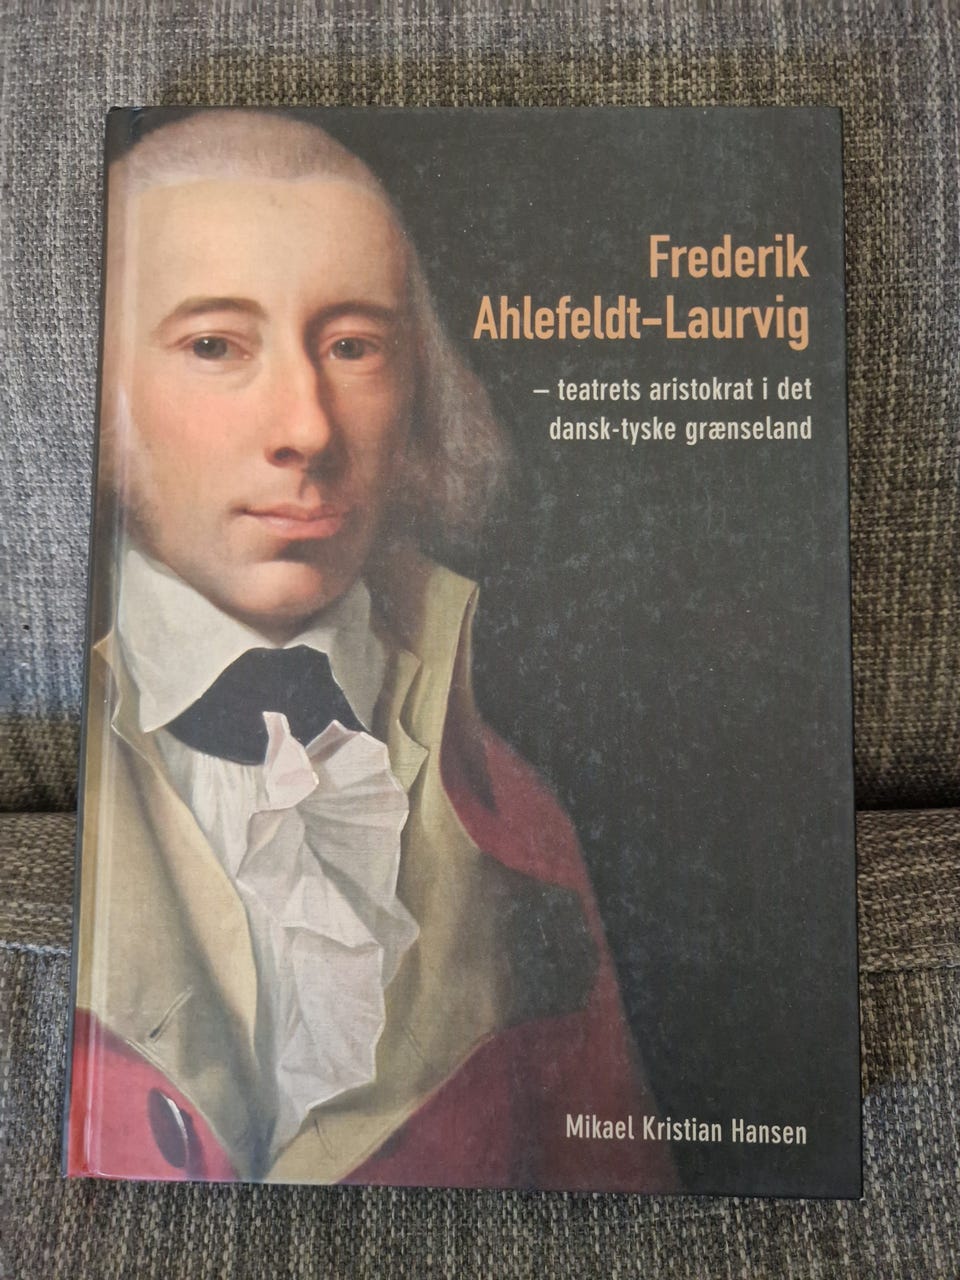 Frederik
Ahlefeldt-Laurvig
– teatrets aristokrat i det
dansk-tyske grænseland
Mikael Kristian Hansen